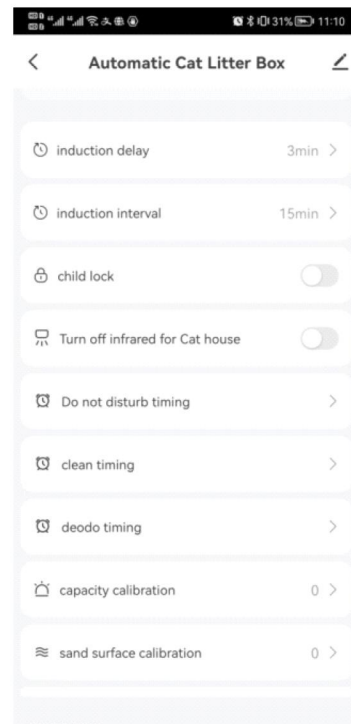 31% 11:10
Automatic Cat Litter Box
induction delay 3min
induction interval 15min
child lock
Turn off infrared for Cat house
Do not disturb timing
clean timing
deodo timing
capacity calibration 0
sand surface calibration 0